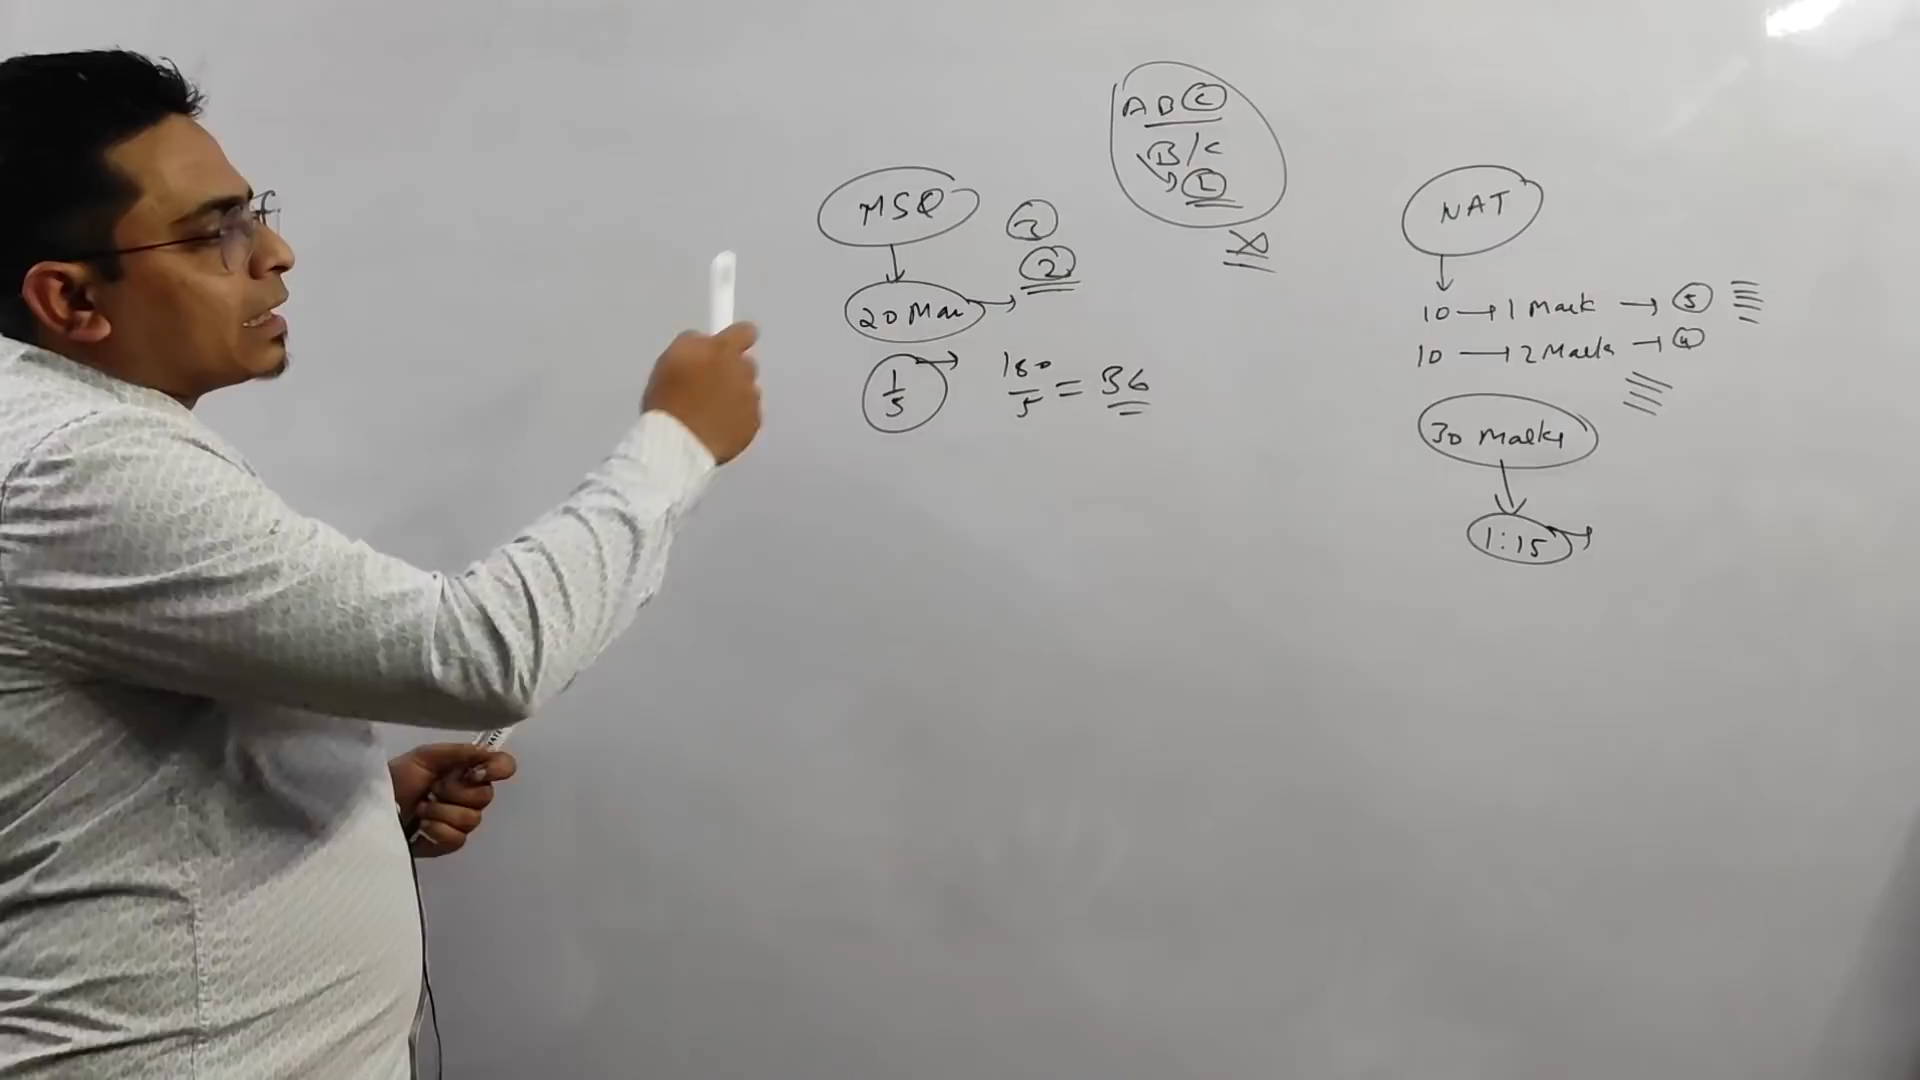 A B C
B/C
MSQ
2
20 Mar
1/5
180/5 = 36
NAT
10 → 1 Mark → 5
10 → 2 Marks → 4
30 Marks
1:15